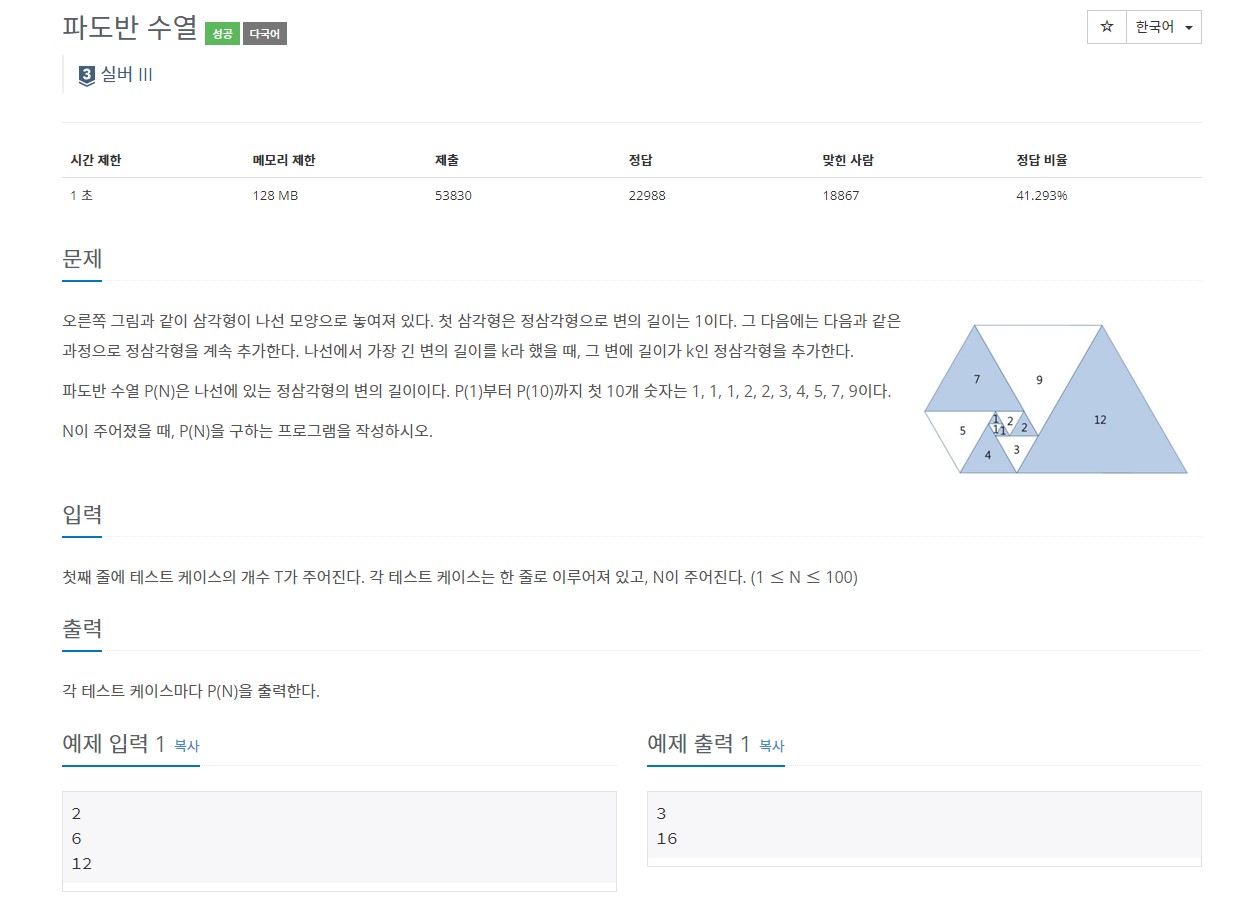 파도반 수열 성공 다국어
☆ 한국어
3 실버 III
시간 제한 메모리 제한 제출 정답 맞힌 사람 정답 비율
1 초 128 MB 53830 22988 18867 41.293%
문제
오른쪽 그림과 같이 삼각형이 나선 모양으로 놓여져 있다. 첫 삼각형은 정삼각형으로 변의 길이는 1이다. 그 다음에는 다음과 같은
과정으로 정삼각형을 계속 추가한다. 나선에서 가장 긴 변의 길이를 k라 했을 때, 그 변에 길이가 k인 정삼각형을 추가한다.
파도반 수열 P(N)은 나선에 있는 정삼각형의 변의 길이이다. P(1)부터 P(10)까지 첫 10개 숫자는 1, 1, 1, 2, 2, 3, 4, 5, 7, 9이다.
N이 주어졌을 때, P(N)을 구하는 프로그램을 작성하시오.
7 9
12
1 2
5 1 1 2
4 3
입력
첫째 줄에 테스트 케이스의 개수 T가 주어진다. 각 테스트 케이스는 한 줄로 이루어져 있고, N이 주어진다. (1 ≤ N ≤ 100)
출력
각 테스트 케이스마다 P(N)을 출력한다.
예제 입력 1 복사
2
6
12
예제 출력 1 복사
3
16